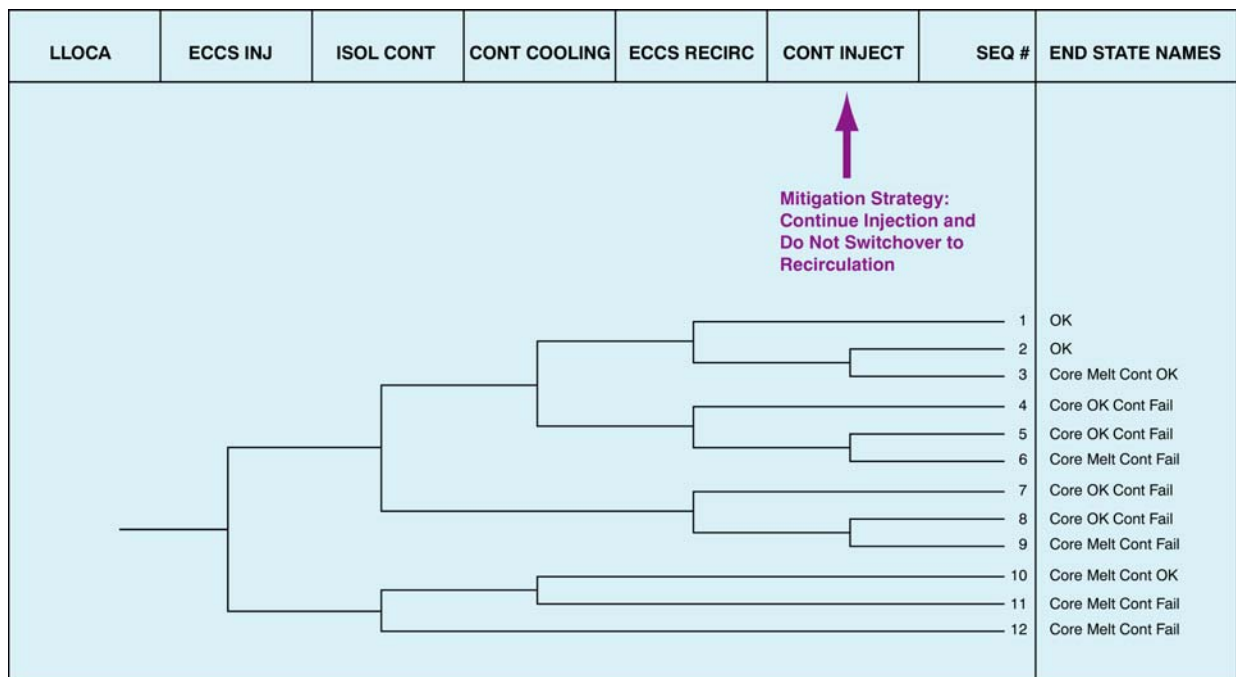 LLOCA ECCS INJ ISOL CONT CONT COOLING ECCS RECIRC CONT INJECT SEQ # END STATE NAMES
Mitigation Strategy:
Continue Injection and
Do Not Switchover to
Recirculation
1 OK
2 OK
3 Core Melt Cont OK
4 Core OK Cont Fail
5 Core OK Cont Fail
6 Core Melt Cont Fail
7 Core OK Cont Fail
8 Core OK Cont Fail
9 Core Melt Cont Fail
10 Core Melt Cont OK
11 Core Melt Cont Fail
12 Core Melt Cont Fail